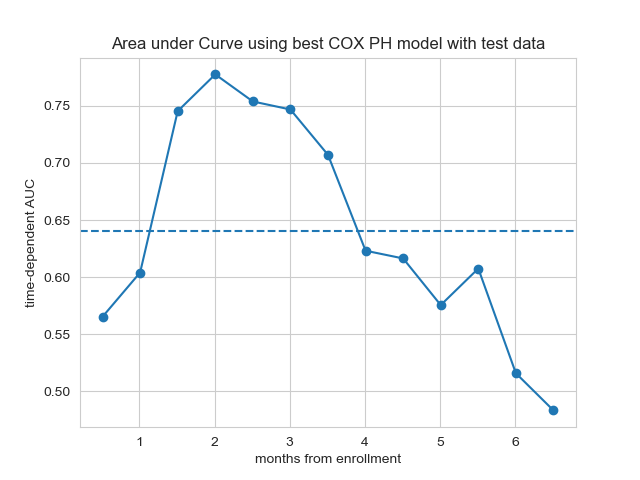 Area under Curve using best COX PH model with test data
time-dependent AUC
0.75
0.70
0.65
0.60
0.55
0.50
1 2 3 4 5 6
months from enrollment